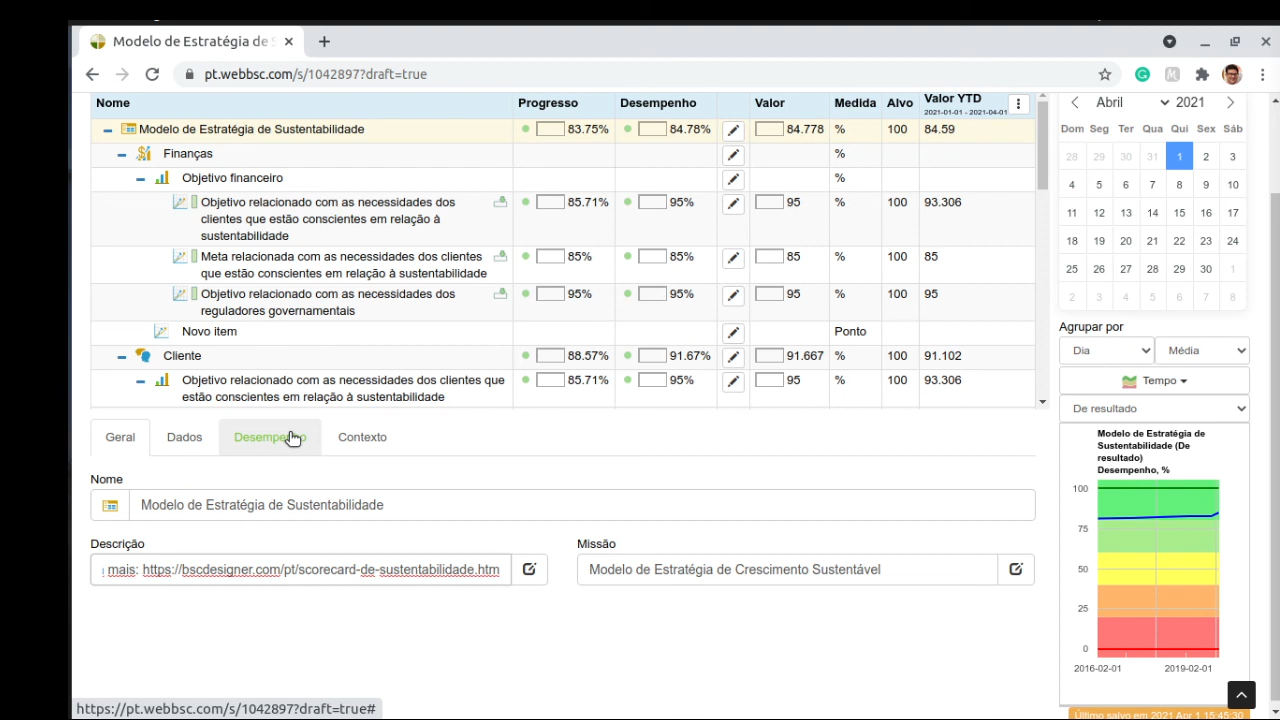 Modelo de Estratégia de S
pt.webbsc.com/s/1042897?draft=true
Nome Progresso Desempenho Valor Medida Alvo Valor YTD
2021-01-01 - 2021-04-01
Modelo de Estratégia de Sustentabilidade 83.75% 84.78% 84.778 % 100 84.59
Finanças %
Objetivo financeiro %
Objetivo relacionado com as necessidades dos 85.71% 95% 95 % 100 93.306
clientes que estão conscientes em relação à
sustentabilidade
Meta relacionada com as necessidades dos clientes 85% 85% 85 % 100 85
que estão conscientes em relação à sustentabilidade
Objetivo relacionado com as necessidades dos 95% 95% 95 % 100 95
reguladores governamentais
Novo item Ponto
Cliente 88.57% 91.67% 91.667 % 100 91.102
Objetivo relacionado com as necessidades dos clientes que 85.71% 95% 95 % 100 93.306
estão conscientes em relação à sustentabilidade
Geral Dados Desempenho Contexto
Nome
Modelo de Estratégia de Sustentabilidade
Descrição Missão
mais: https://bscdesigner.com/pt/scorecard-de-sustentabilidade.htm Modelo de Estratégia de Crescimento Sustentável
Abril 2021
Dom Seg Ter Qua Qui Sex Sáb
28 29 30 31 1 2 3
4 5 6 7 8 9 10
11 12 13 14 15 16 17
18 19 20 21 22 23 24
25 26 27 28 29 30 1
2 3 4 5 6 7 8
Agrupar por
Dia Média
Tempo
De resultado
Modelo de Estratégia de
Sustentabilidade (De
resultado)
Desempenho, %
100
75
50
25
0
2016-02-01 2019-02-01
https://pt.webbsc.com/s/1042897?draft=true#
Último salvo em 2021 Apr 1 15:45:30